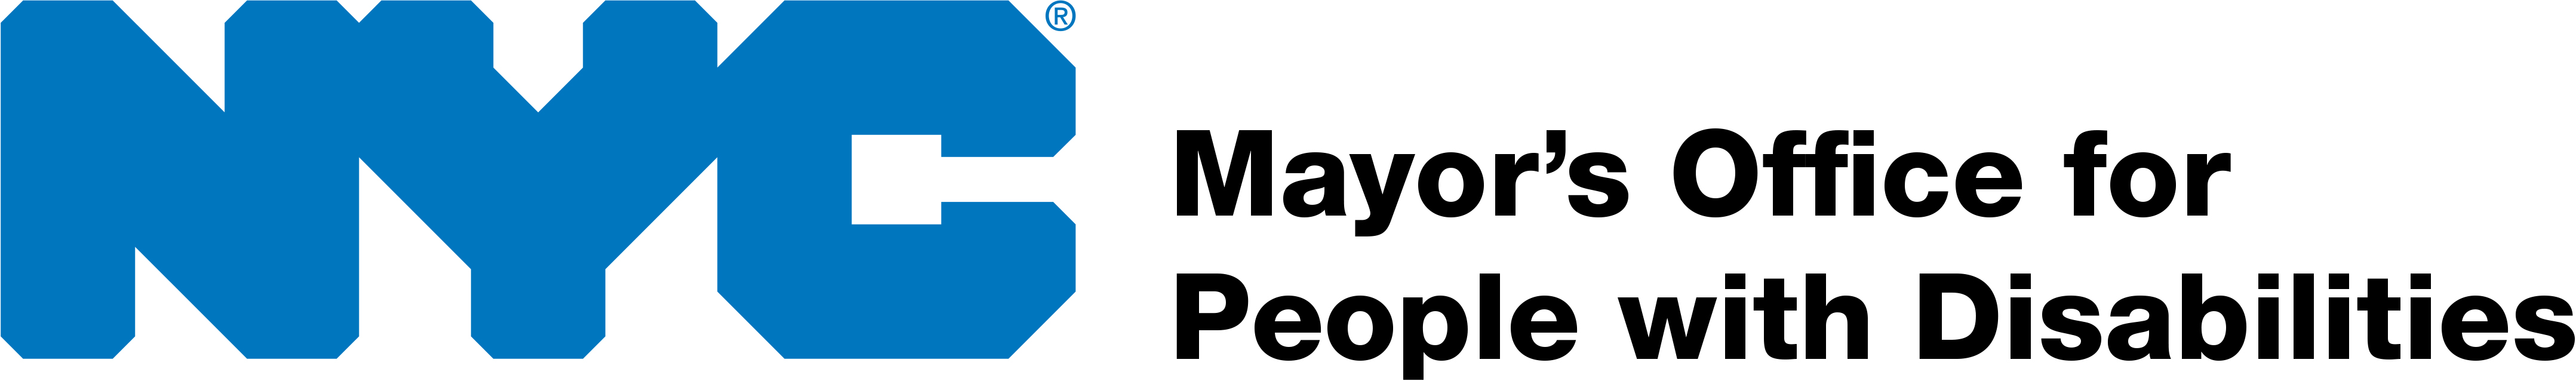 NYC®
Mayor’s Office for
People with Disabilities